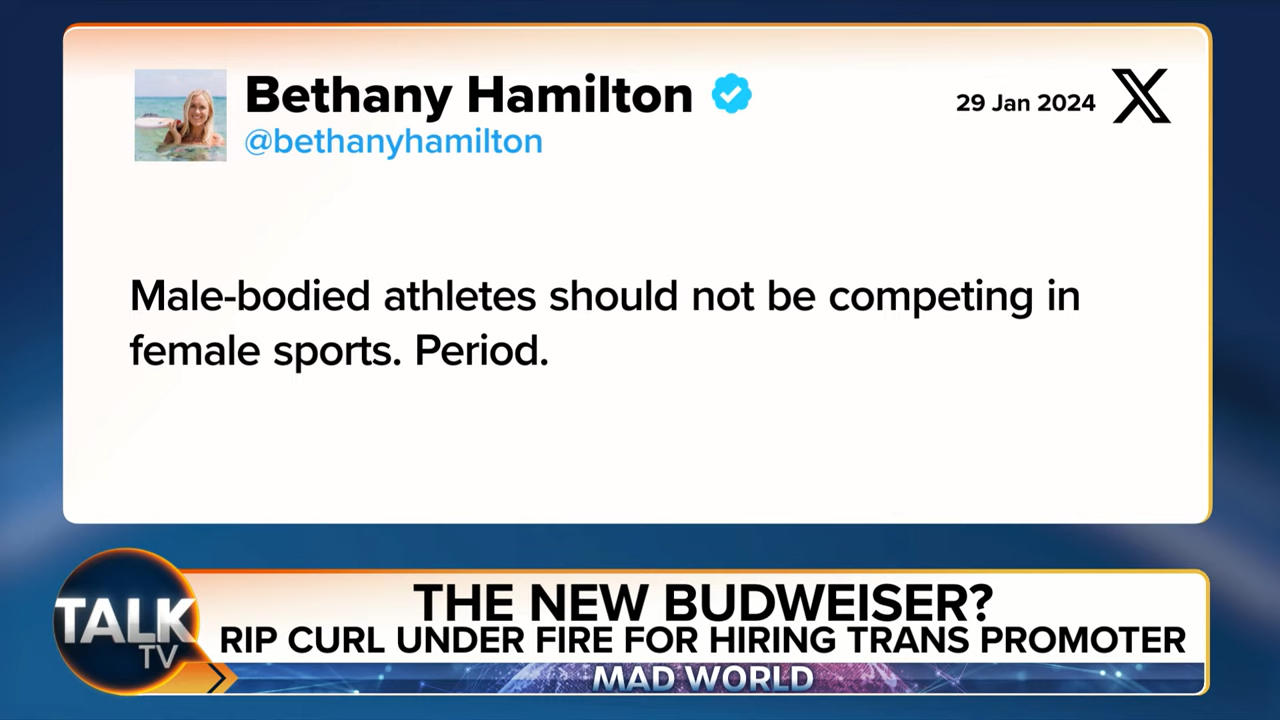 Bethany Hamilton
@bethanyhamilton
29 Jan 2024
X
Male-bodied athletes should not be competing in
female sports. Period.
THE NEW BUDWEISER?
RIP CURL UNDER FIRE FOR HIRING TRANS PROMOTER
MAD WORLD
TALK
TV